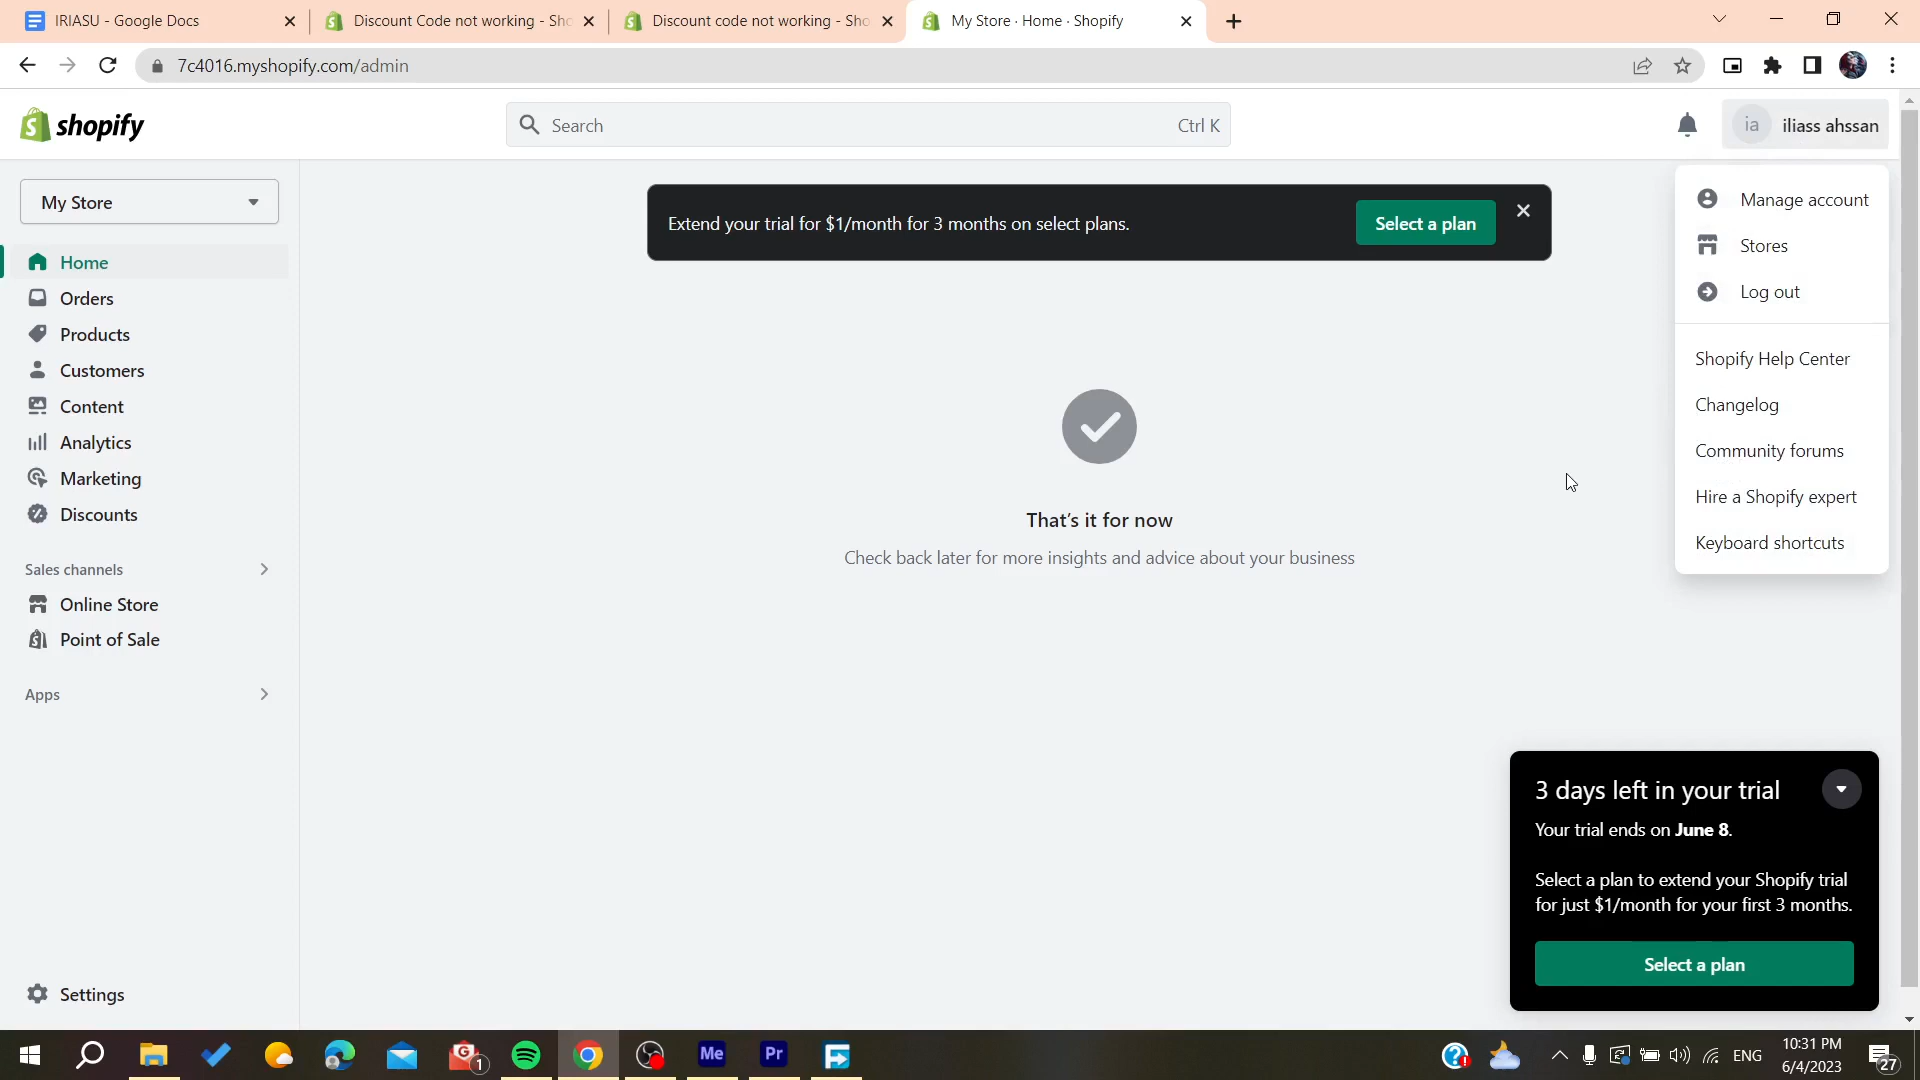 IRIASU - Google Docs
Discount Code not working - Sho
Discount code not working - Sho
My Store · Home · Shopify
7c4016.myshopify.com/admin
shopify
Search
Ctrl K
ia
iliass ahssan
My Store
Home
Orders
Products
Customers
Content
Analytics
Marketing
Discounts
Sales channels
Online Store
Point of Sale
Apps
Settings
Extend your trial for $1/month for 3 months on select plans.
Select a plan
That's it for now
Check back later for more insights and advice about your business
Manage account
Stores
Log out
Shopify Help Center
Changelog
Community forums
Hire a Shopify expert
Keyboard shortcuts
3 days left in your trial
Your trial ends on June 8.
Select a plan to extend your Shopify trial
for just $1/month for your first 3 months.
Select a plan
1
Me
Pr
ENG
10:31 PM
6/4/2023
27